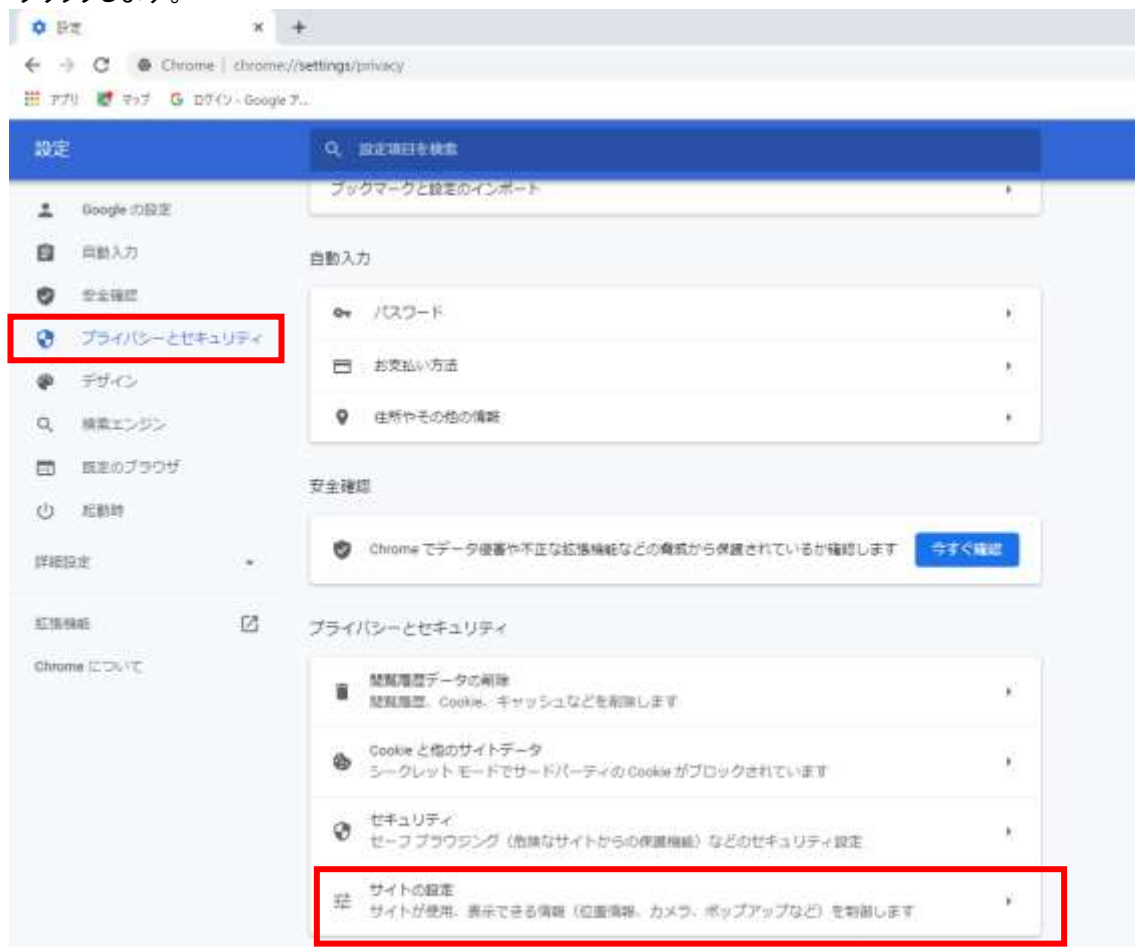 クリックします。
設定
Chrome | chrome://settings/privacy
アプリ マップ ログイン - Google ア...
設定
設定項目を検索
Google の設定
自動入力
安全確認
プライバシーとセキュリティ
デザイン
検索エンジン
既定のブラウザ
起動時
詳細設定
拡張機能
Chrome について
ブックマークと設定のインポート
自動入力
パスワード
お支払い方法
住所やその他の情報
安全確認
Chrome でデータ侵害や不正な拡張機能などの脅威から保護されているか確認します
今すぐ確認
プライバシーとセキュリティ
閲覧履歴データの削除
閲覧履歴、Cookie、キャッシュなどを削除します
Cookie と他のサイトデータ
シークレット モードでサードパーティの Cookie がブロックされています
セキュリティ
セーフ ブラウジング（危険なサイトからの保護機能）などのセキュリティ設定
サイトの設定
サイトが使用、表示できる情報（位置情報、カメラ、ポップアップなど）を制御します